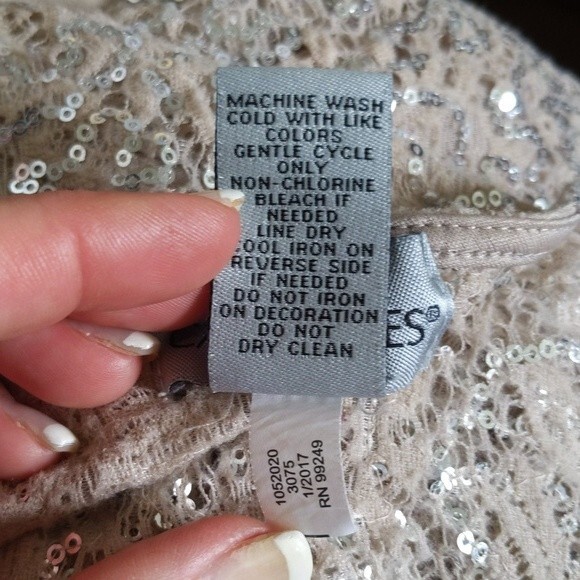 MACHINE WASH
COLD WITH LIKE
COLORS
GENTLE CYCLE
ONLY
NON-CHLORINE
BLEACH IF
NEEDED
LINE DRY
COOL IRON ON
REVERSE SIDE
IF NEEDED
DO NOT IRON
ON DECORATION
DO NOT
DRY CLEAN
ES®
1052020
3075
1/2017
RN 99249